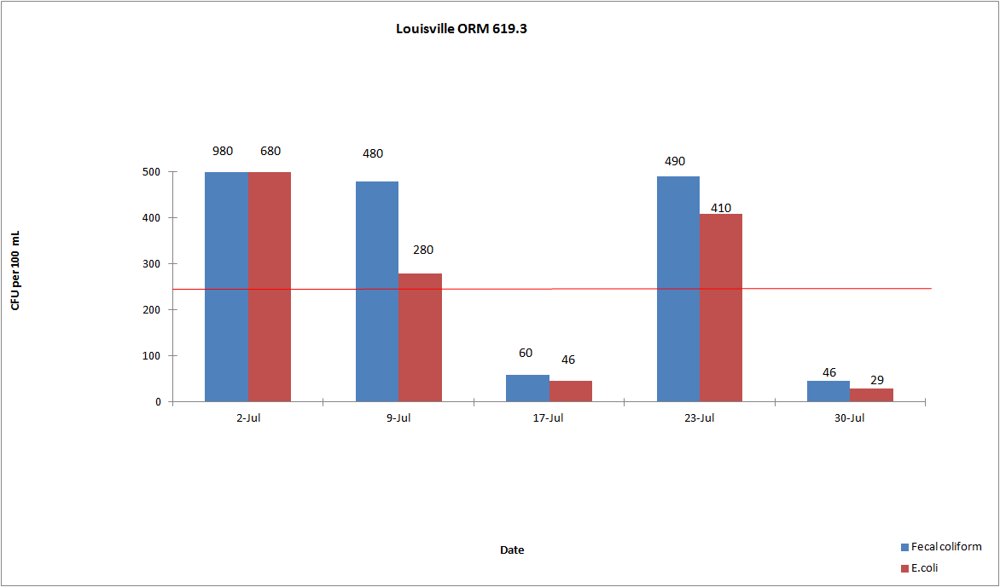 Louisville ORM 619.3
980 680 480 490
500
410
400
280
300
CFU per 100 mL
200
60 46
100
46 29
0
2-Jul 9-Jul 17-Jul 23-Jul 30-Jul
Date
Fecal coliform
E.coli